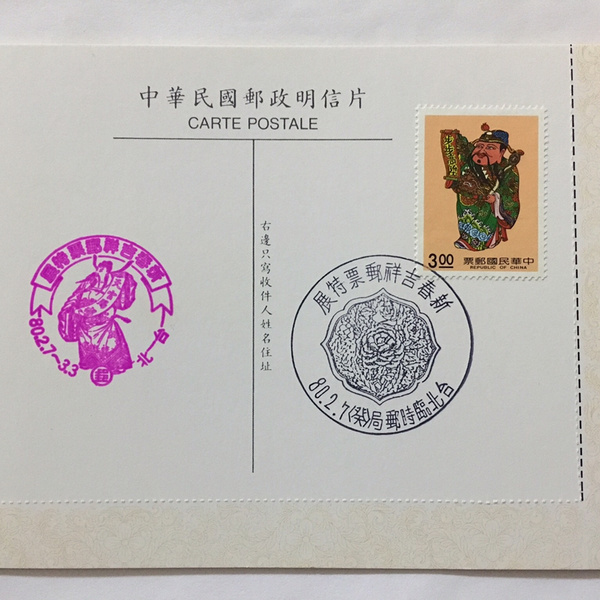 中華民國郵政明信片
CARTE POSTALE
3.00
中華民國郵票
REPUBLIC OF CHINA
右邊只寫收件人姓名住址
新春吉祥郵票特展
80.2.7(癸)
台北臨時郵局
新春吉祥郵票特展
80.2.7-3.3
台北
郵